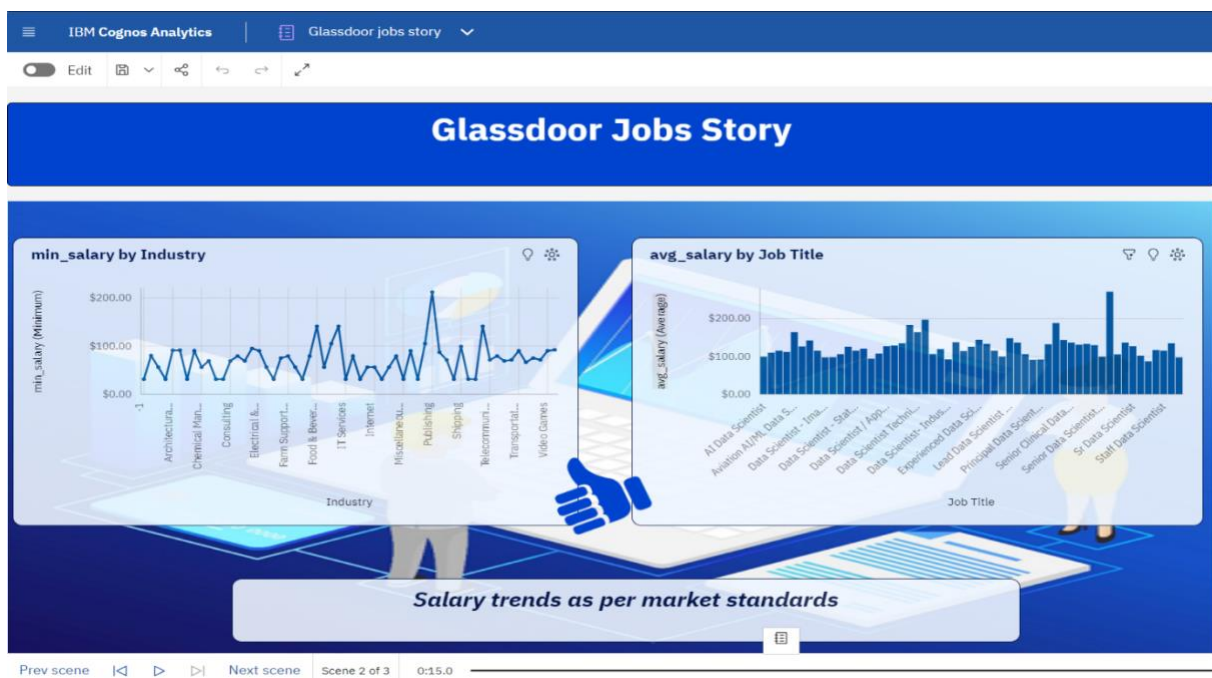 IBM Cognos Analytics
Glassdoor jobs story
Edit
Glassdoor Jobs Story
min_salary by Industry
min_salary (Minimum)
$200.00
$100.00
$0.00
-1
Architectura...
Chemical Man...
Consulting
Electrical &...
Farm Support...
Food & Bever...
IT Services
Internet
Miscellaneou...
Publishing
Shipping
Telecommuni...
Transportat...
Video Games
Industry
avg_salary by Job Title
avg_salary (Average)
$200.00
$100.00
$0.00
AI Data Scientist
Aviation AI/ML Data S...
Data Scientist - Ima...
Data Scientist - Stat...
Data Scientist / App...
Data Scientist Techni...
Data Scientist- Indus...
Experienced Data Sci...
Lead Data Scientist ...
Principal Data Scient...
Senior Clinical Data...
Senior Data Scientist...
Sr Data Scientist
Staff Data Scientist
Job Title
Salary trends as per market standards
Prev scene
Next scene
Scene 2 of 3
0:15.0